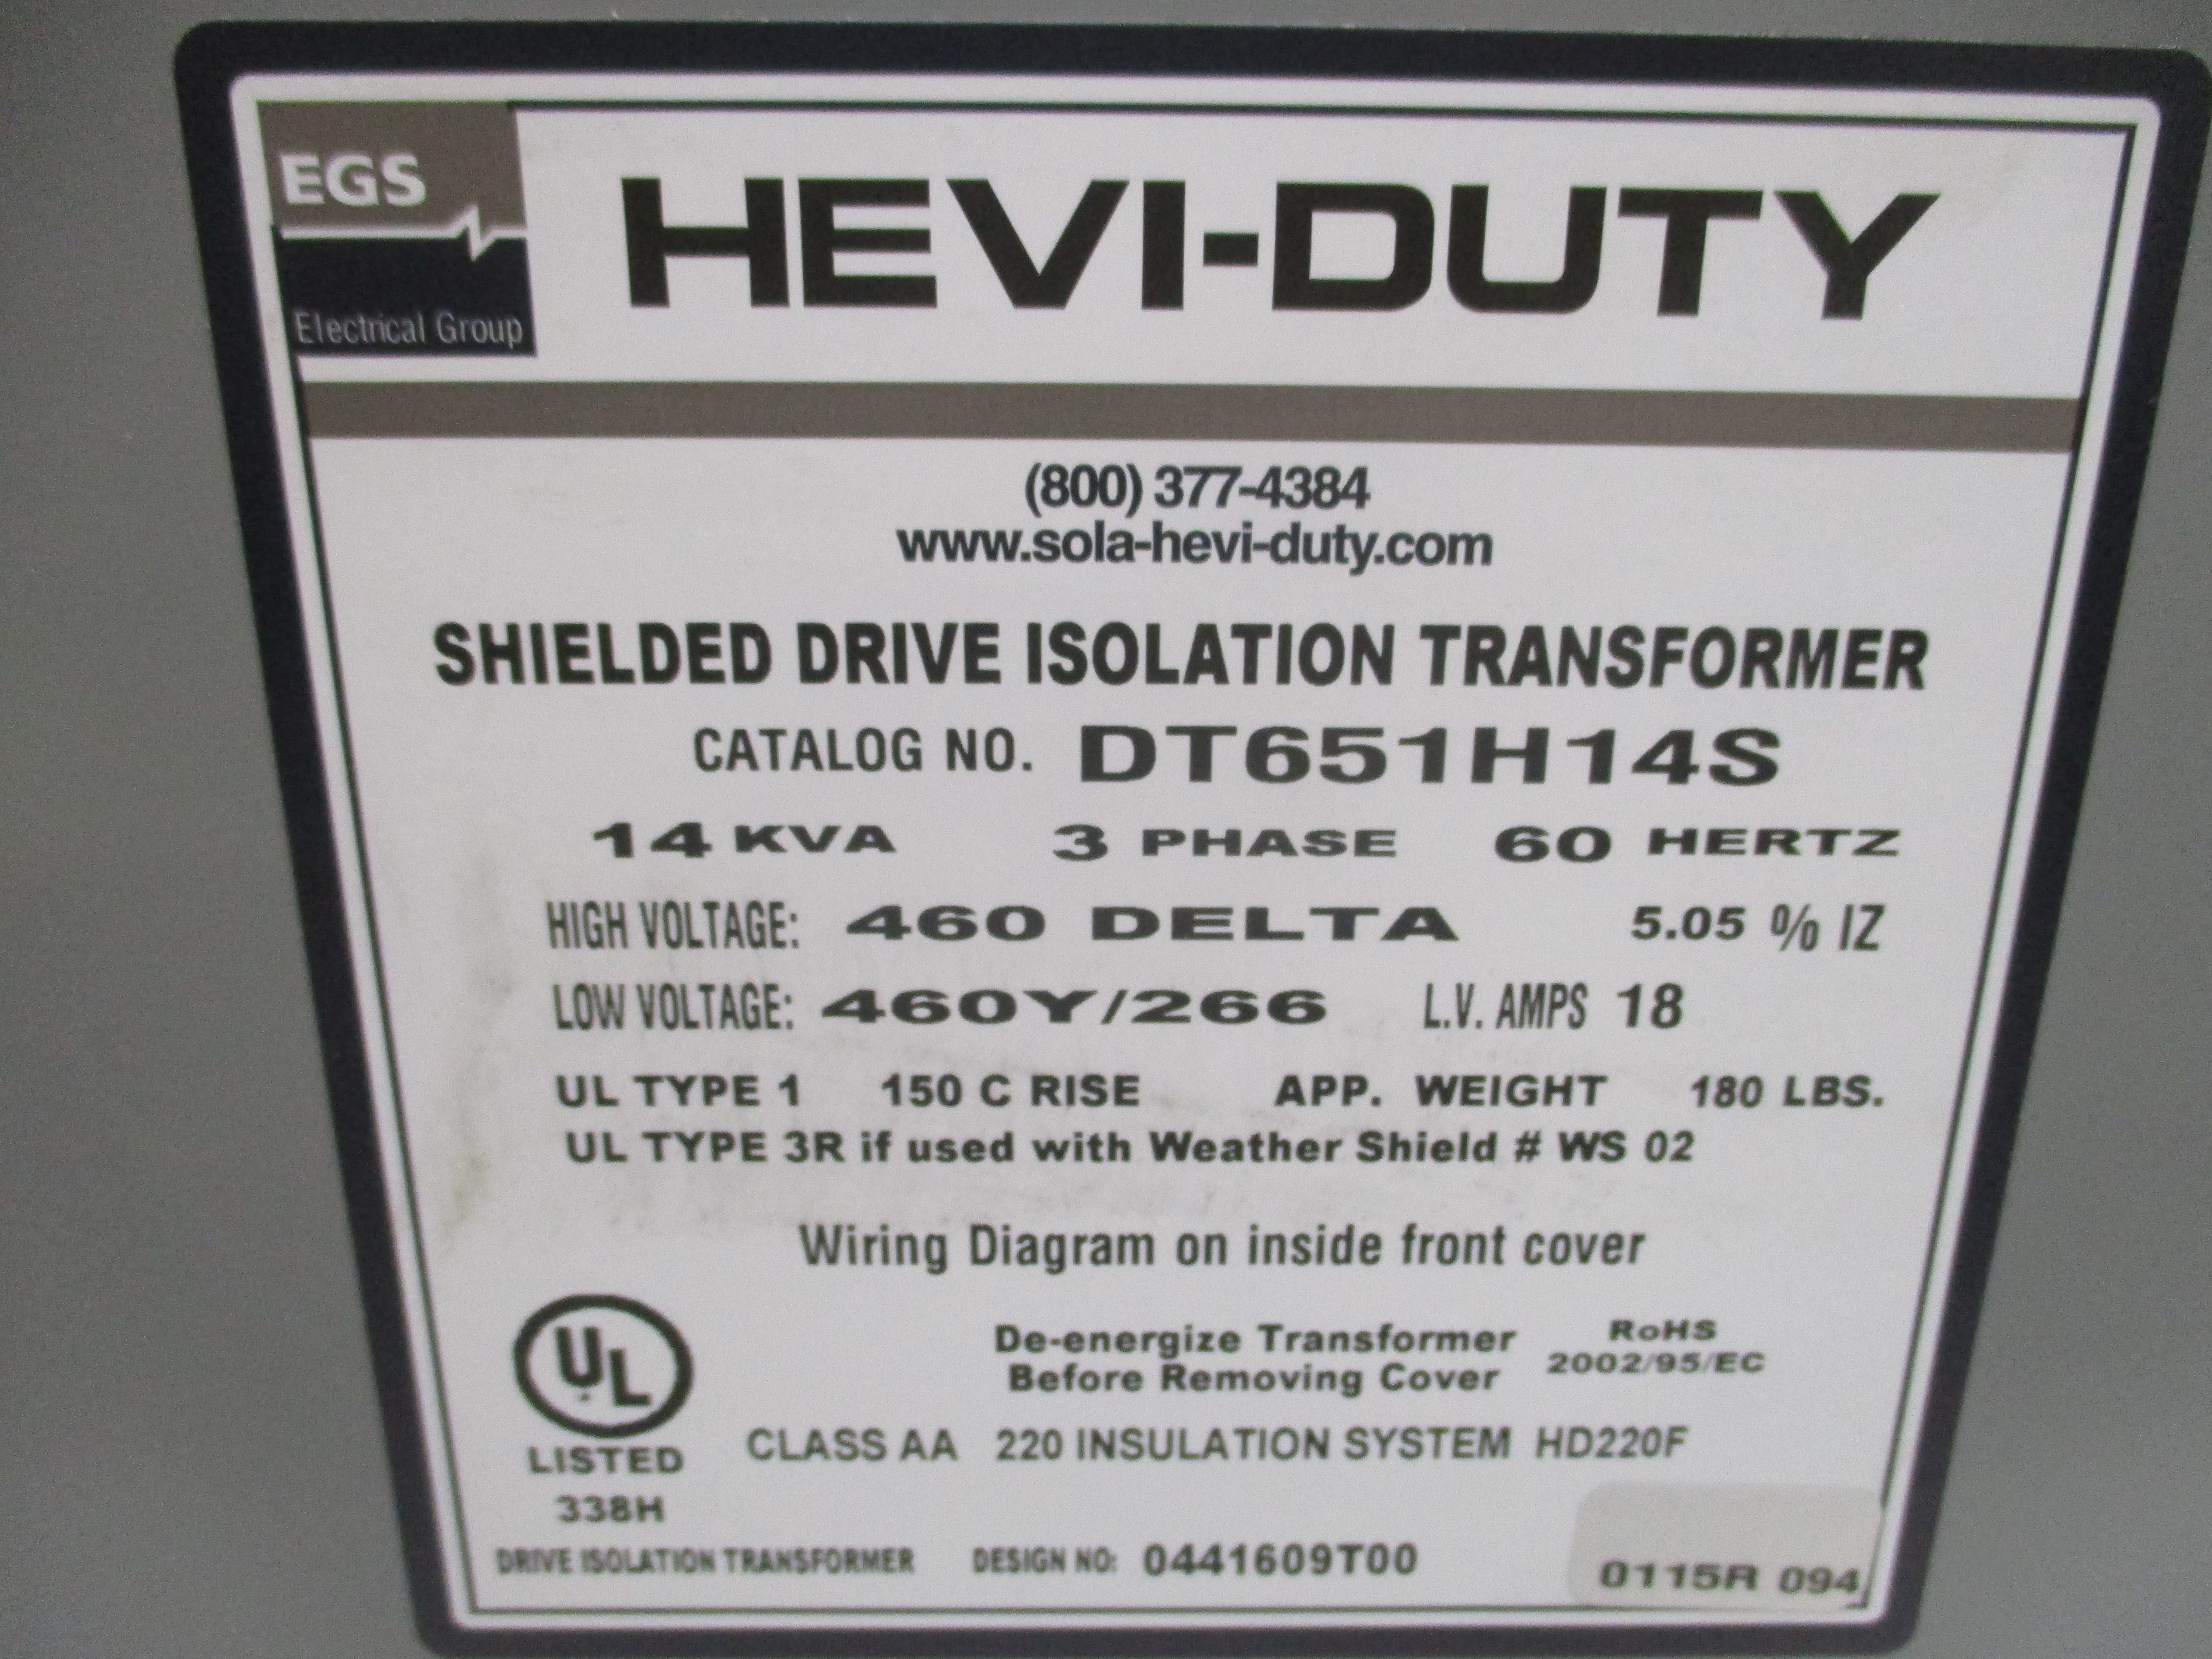 EGS
Electrical Group
HEVI-DUTY
(800) 377-4384
www.sola-hevi-duty.com
SHIELDED DRIVE ISOLATION TRANSFORMER
CATALOG NO. DT651H14S
14 KVA 3 PHASE 60 HERTZ
HIGH VOLTAGE: 460 DELTA 5.05 % IZ
LOW VOLTAGE: 460Y/266 L.V. AMPS 18
UL TYPE 1 150 C RISE APP. WEIGHT 180 LBS.
UL TYPE 3R if used with Weather Shield # WS 02
Wiring Diagram on inside front cover
UL
LISTED
338H
De-energize Transformer
Before Removing Cover
RoHS
2002/95/EC
CLASS AA 220 INSULATION SYSTEM HD220F
DRIVE ISOLATION TRANSFORMER DESIGN NO: 0441609T00
0115R 094